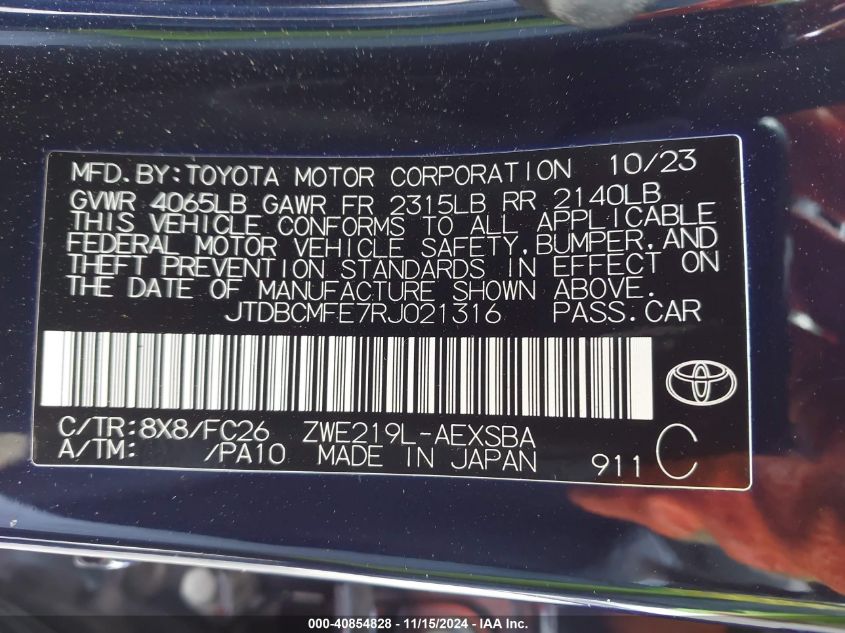 MFD.BY:TOYOTA MOTOR CORPORATION 10/23
GVWR 4065LB GAWR FR 2315LB RR 2140LB
THIS VEHICLE CONFORMS TO ALL APPLICABLE
FEDERAL MOTOR VEHICLE SAFETY,BUMPER,AND
THEFT PREVENTION STANDARDS IN EFFECT ON
THE DATE OF MANUFACTURE SHOWN ABOVE.
JTDBCMFE7RJ021316 PASS.CAR
C/TR:8X8/FC26 ZWE219L-AEXSBA
A/TM: /PA10 MADE IN JAPAN 911 C
000-40854828 - 11/15/2024 - IAA Inc.